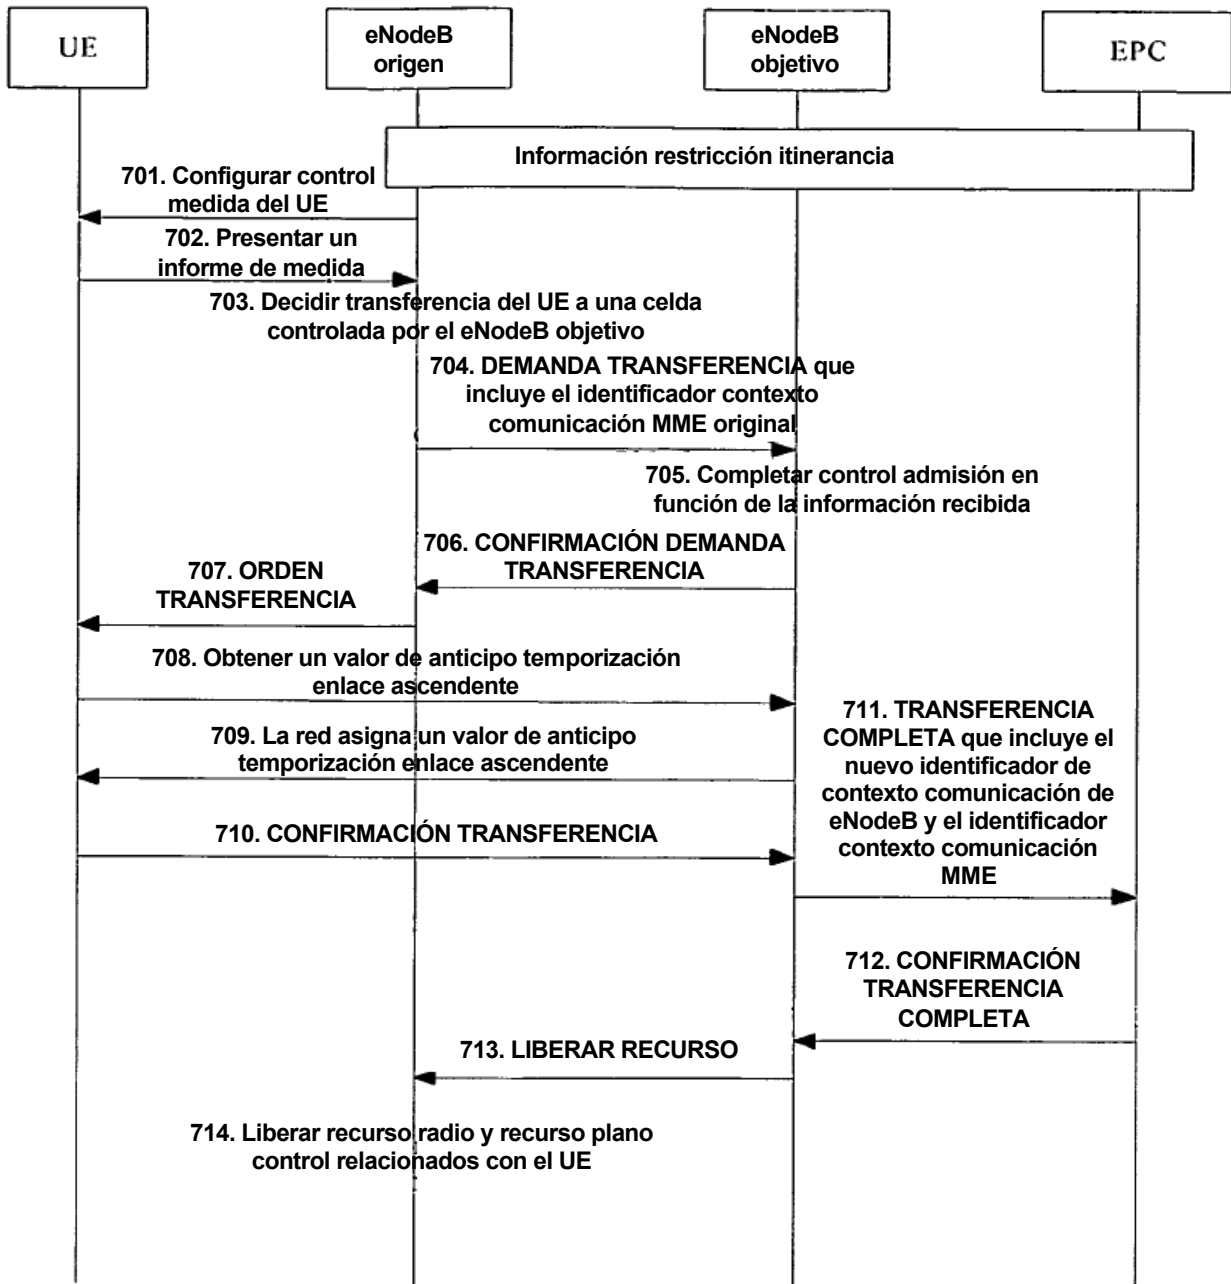 UE
eNodeB
origen
eNodeB
objetivo
EPC
Información restricción itinerancia
701. Configurar control
medida del UE
702. Presentar un
informe de medida
703. Decidir transferencia del UE a una celda
controlada por el eNodeB objetivo
704. DEMANDA TRANSFERENCIA que
incluye el identificador contexto
comunicación MME original
705. Completar control admisión en
función de la información recibida
706. CONFIRMACIÓN DEMANDA
TRANSFERENCIA
707. ORDEN
TRANSFERENCIA
708. Obtener un valor de anticipo temporización
enlace ascendente
709. La red asigna un valor de anticipo
temporización enlace ascendente
710. CONFIRMACIÓN TRANSFERENCIA
711. TRANSFERENCIA
COMPLETA que incluye el
nuevo identificador de
contexto comunicación de
eNodeB y el identificador
contexto comunicación
MME
712. CONFIRMACIÓN
TRANSFERENCIA
COMPLETA
713. LIBERAR RECURSO
714. Liberar recurso radio y recurso plano
control relacionados con el UE